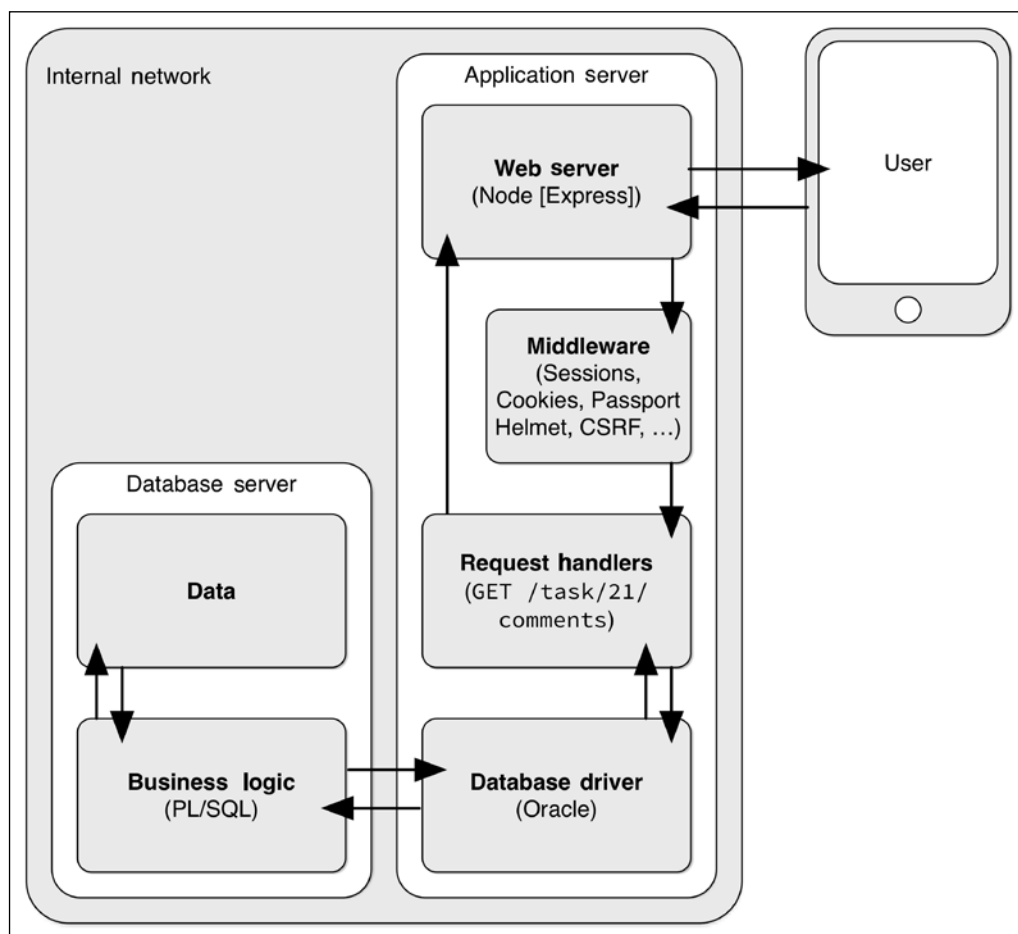 Internal network
Application server
Web server
(Node [Express])
User
Middleware
(Sessions,
Cookies, Passport
Helmet, CSRF, …)
Database server
Data
Request handlers
(GET /task/21/
comments)
Business logic
(PL/SQL)
Database driver
(Oracle)